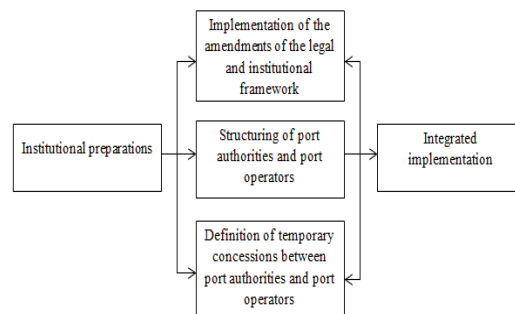 Implementation of the
amendments of the legal
and institutional
framework
Institutional preparations
Structuring of port
authorities and port
operators
Integrated
implementation
Definition of temporary
concessions between
port authorities and port
operators